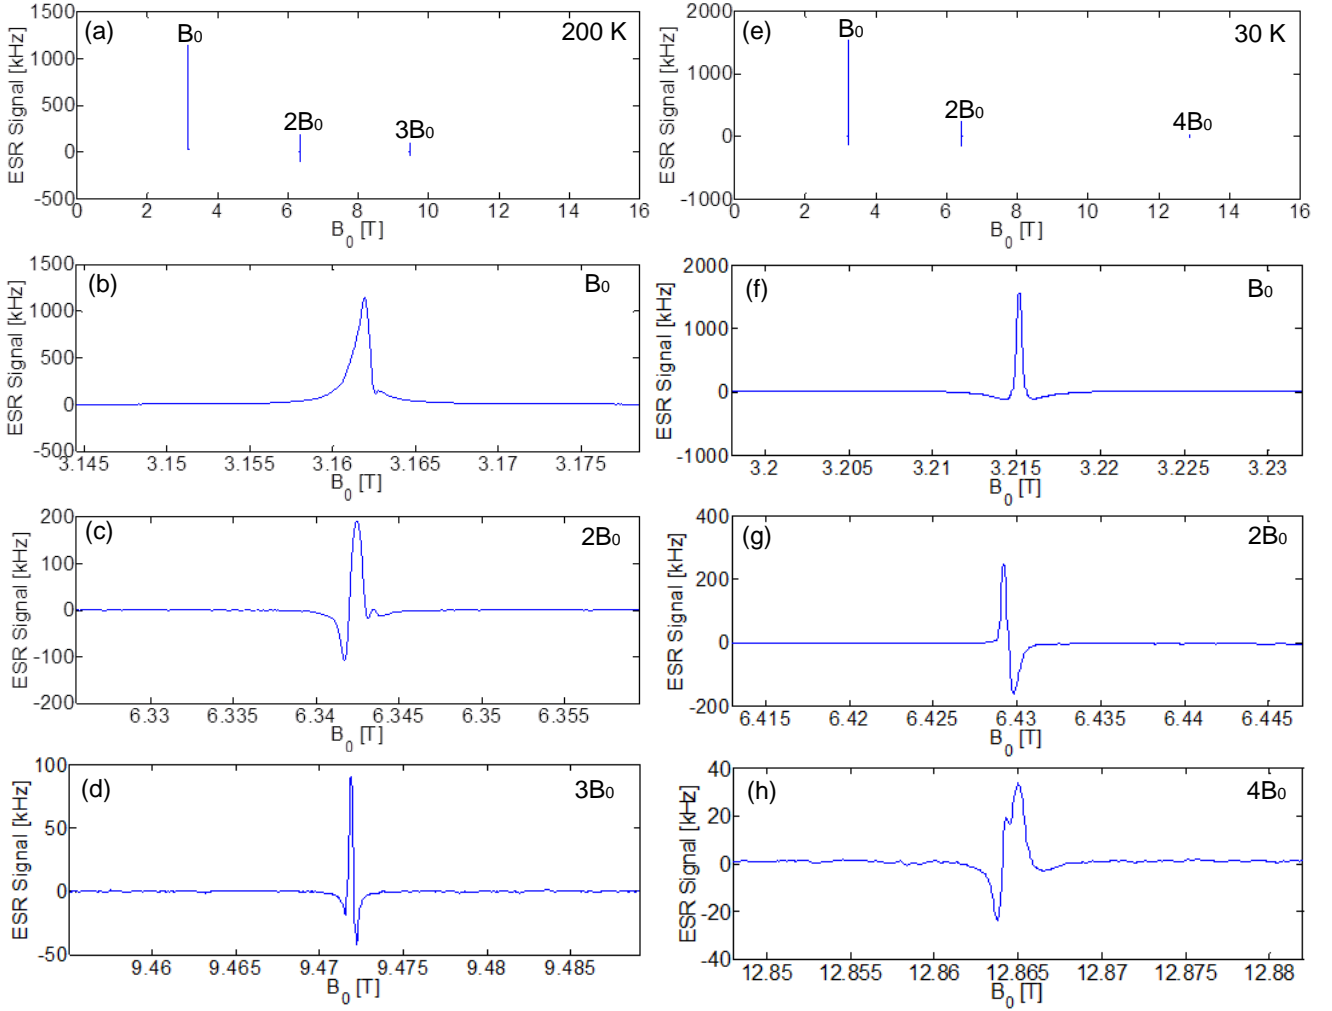 (a)
200 K
B₀
2B₀
3B₀
ESR Signal [kHz]
1500
1000
500
0
-500
0 2 4 6 8 10 12 14 16
B₀ [T]
(e)
30 K
B₀
2B₀
4B₀
ESR Signal [kHz]
2000
1000
0
-1000
0 2 4 6 8 10 12 14 16
B₀ [T]
(b)
B₀
ESR Signal [kHz]
1500
1000
500
0
-500
3.145 3.15 3.155 3.16 3.165 3.17 3.175
B₀ [T]
(f)
B₀
ESR Signal [kHz]
2000
1000
0
-1000
3.2 3.205 3.21 3.215 3.22 3.225 3.23
B₀ [T]
(c)
2B₀
ESR Signal [kHz]
200
100
0
-100
-200
6.33 6.335 6.34 6.345 6.35 6.355
B₀ [T]
(g)
2B₀
ESR Signal [kHz]
400
200
0
-200
6.415 6.42 6.425 6.43 6.435 6.44 6.445
B₀ [T]
(d)
3B₀
ESR Signal [kHz]
100
50
0
-50
9.46 9.465 9.47 9.475 9.48 9.485
B₀ [T]
(h)
4B₀
ESR Signal [kHz]
40
20
0
-20
-40
12.85 12.855 12.86 12.865 12.87 12.875 12.88
B₀ [T]